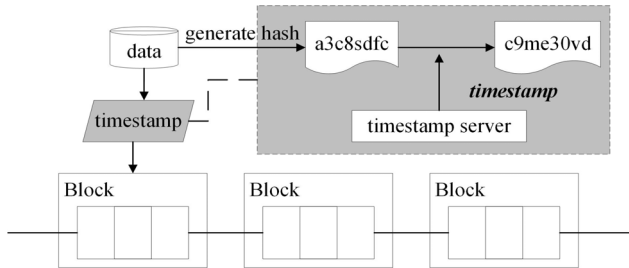 generate hash
data
a3c8sdfc
c9me30vd
timestamp
timestamp
timestamp server
Block
Block
Block